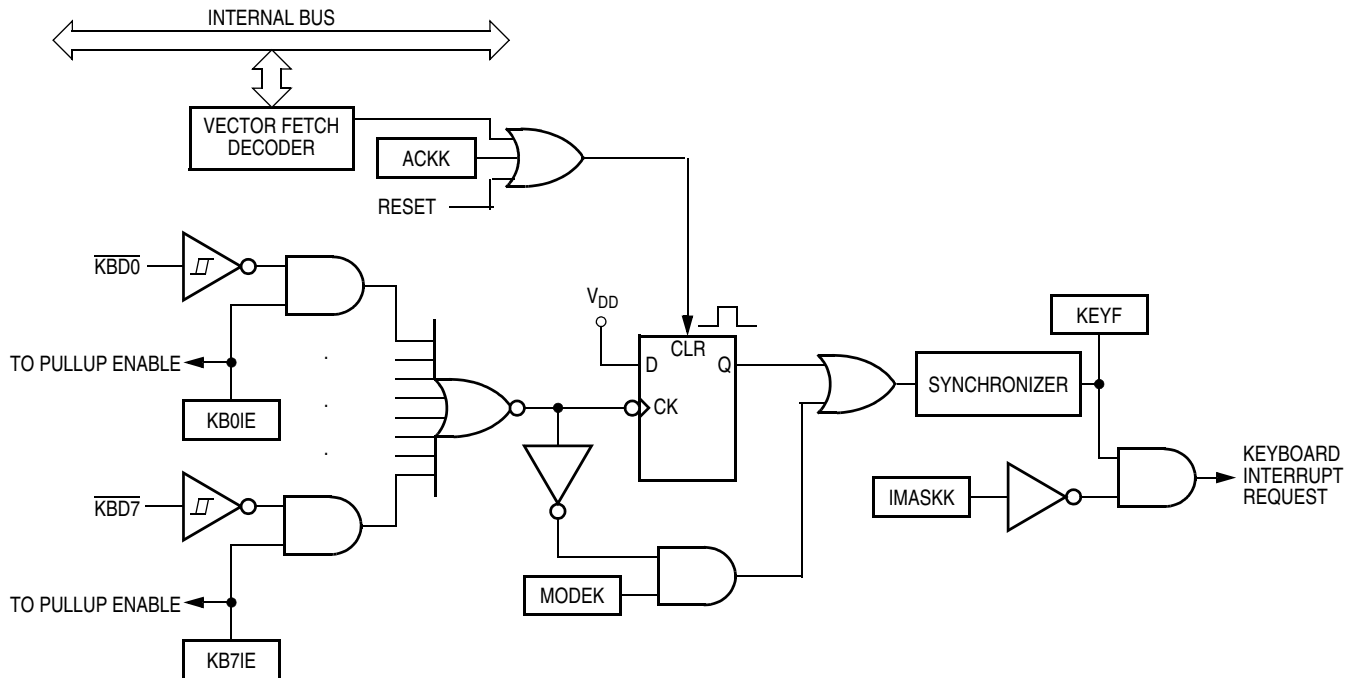 INTERNAL BUS
VECTOR FETCH
DECODER
ACKK
RESET
KBD0
TO PULLUP ENABLE
KB0IE
.
.
.
KBD7
TO PULLUP ENABLE
KB7IE
VDD
CLR
D
Q
CK
MODEK
SYNCHRONIZER
KEYF
IMASKK
KEYBOARD
INTERRUPT
REQUEST